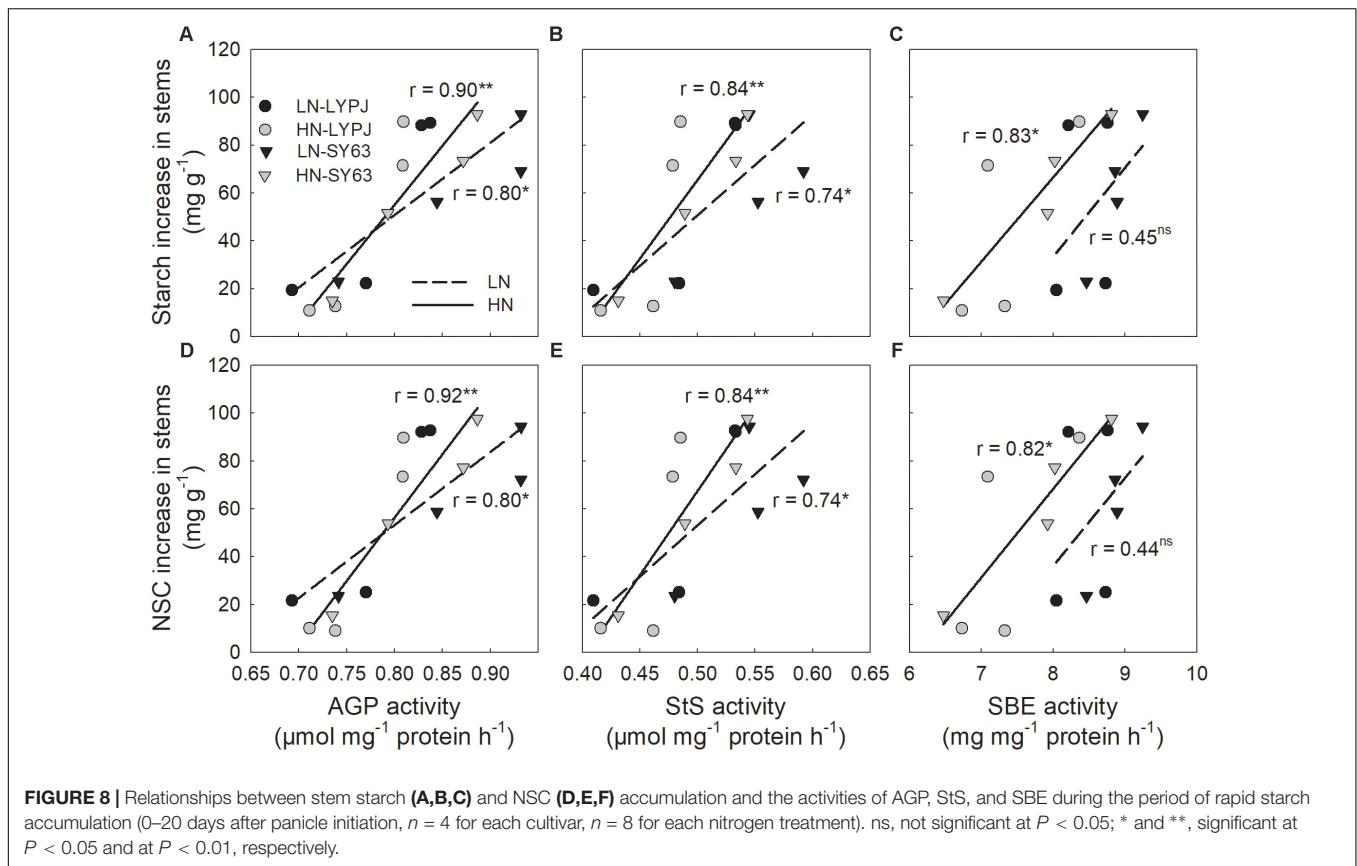 A
B
C
120
100
80
60
40
20
0
Starch increase in stems
(mg g⁻¹)
LN-LYPJ
HN-LYPJ
LN-SY63
HN-SY63
r = 0.90**
r = 0.80*
LN
HN
r = 0.84**
r = 0.74*
r = 0.83*
r = 0.45ⁿˢ
D
E
F
120
100
80
60
40
20
0
NSC increase in stems
(mg g⁻¹)
r = 0.92**
r = 0.80*
r = 0.84**
r = 0.74*
r = 0.82*
r = 0.44ⁿˢ
0.65 0.70 0.75 0.80 0.85 0.90
0.40 0.45 0.50 0.55 0.60 0.65
6 7 8 9 10
AGP activity
(µmol mg⁻¹ protein h⁻¹)
StS activity
(µmol mg⁻¹ protein h⁻¹)
SBE activity
(mg mg⁻¹ protein h⁻¹)
FIGURE 8 | Relationships between stem starch (A,B,C) and NSC (D,E,F) accumulation and the activities of AGP, StS, and SBE during the period of rapid starch
accumulation (0–20 days after panicle initiation, n = 4 for each cultivar, n = 8 for each nitrogen treatment). ns, not significant at P < 0.05; * and **, significant at
P < 0.05 and at P < 0.01, respectively.